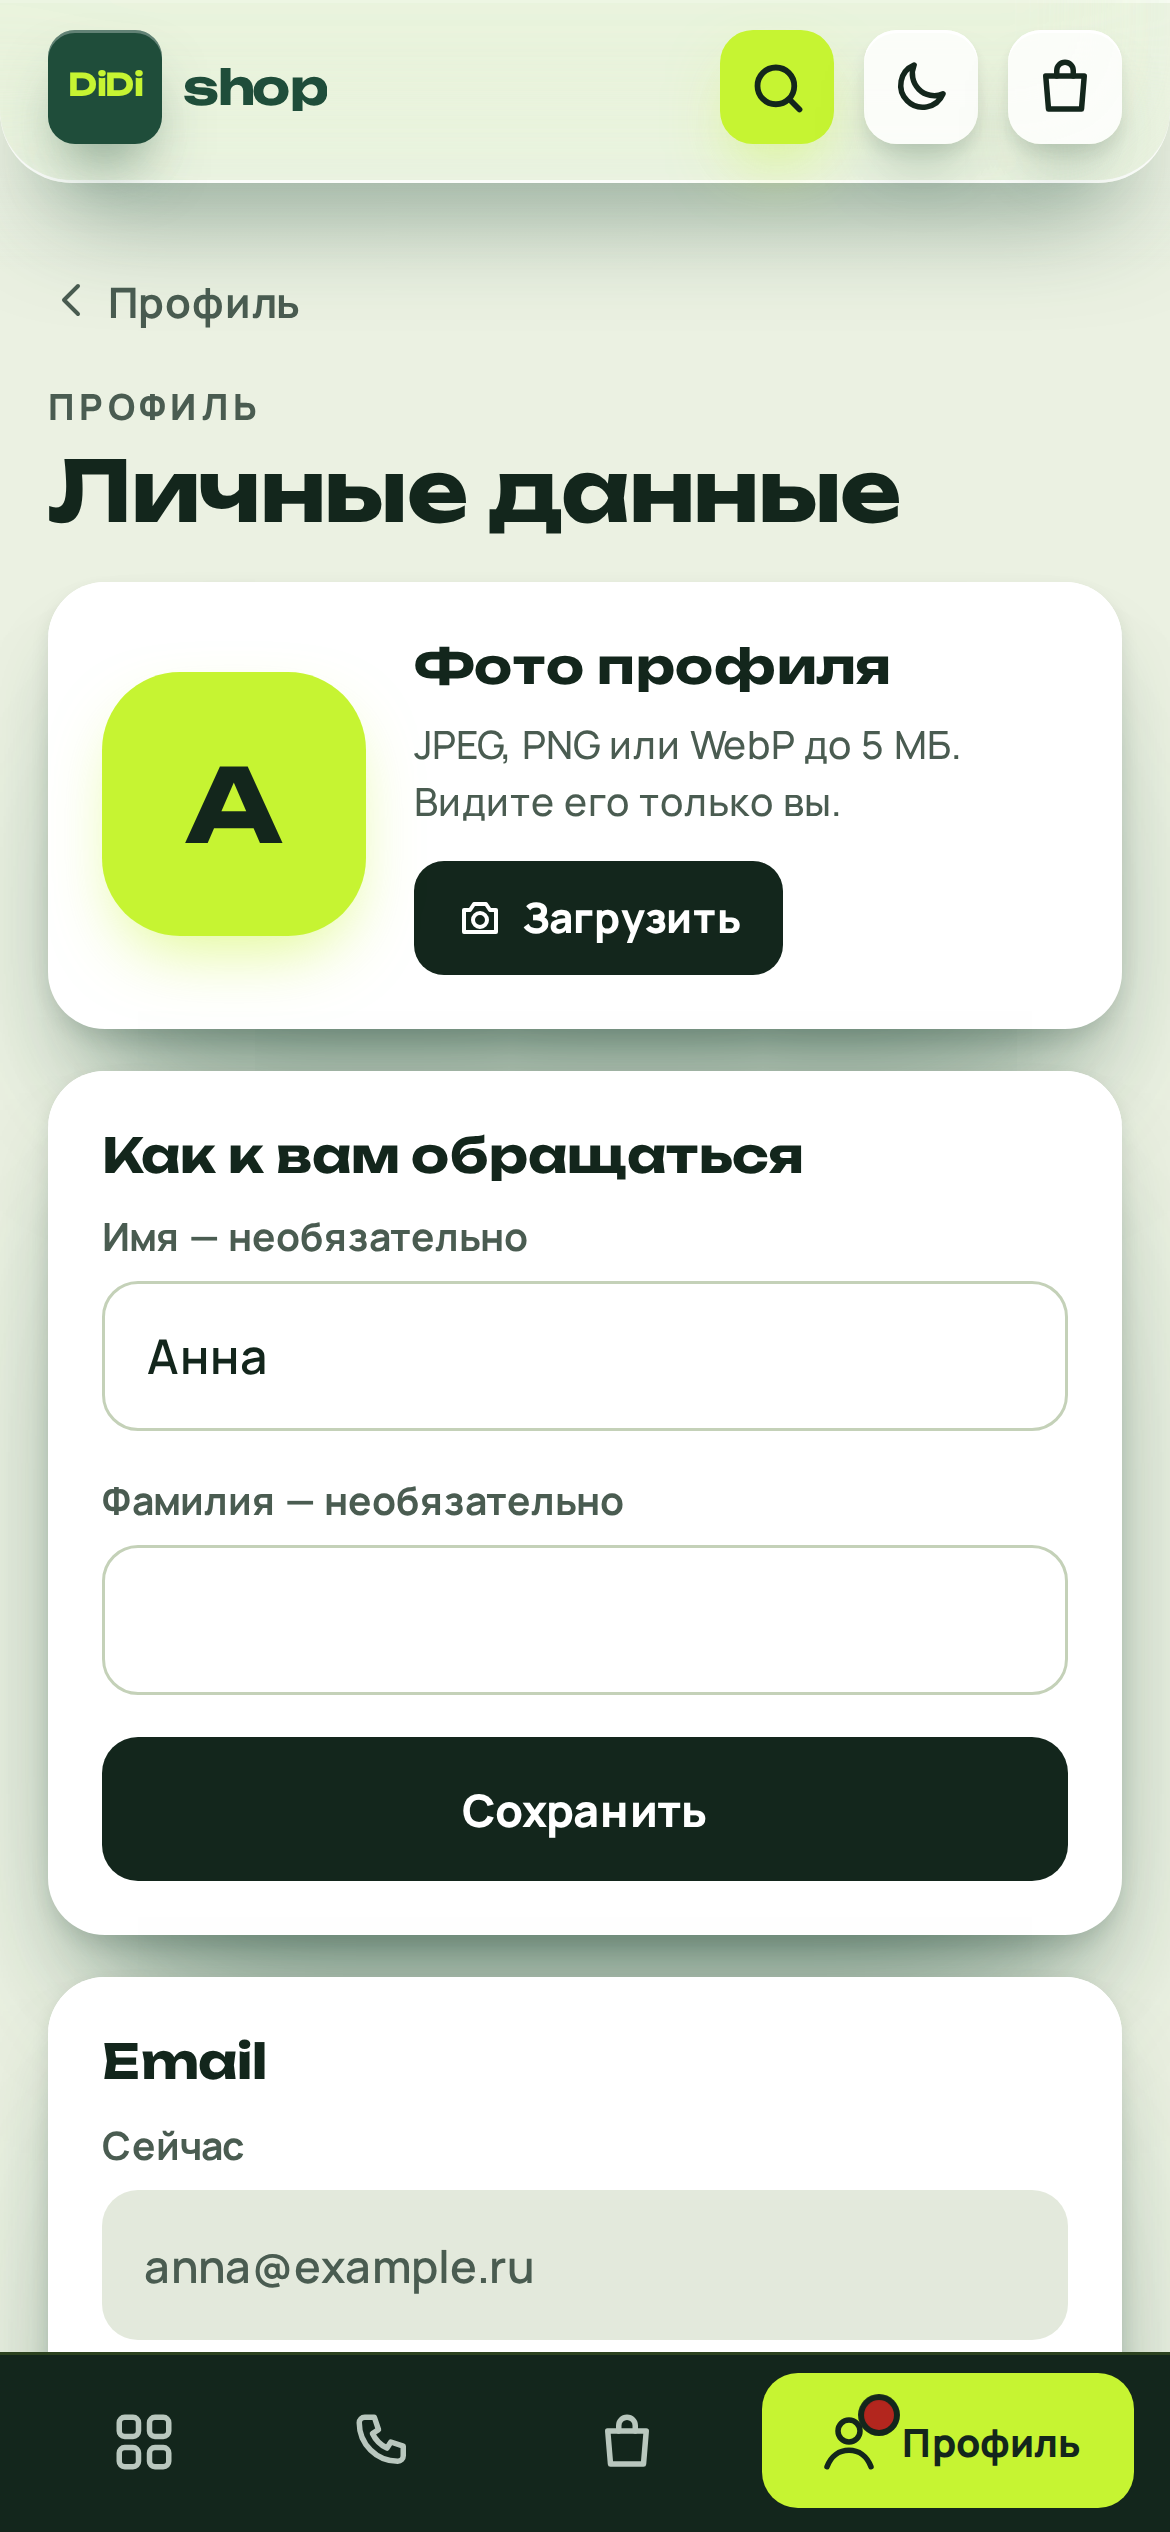 DiDi shop
Профиль
ПРОФИЛЬ
Личные данные
Фото профиля
JPEG, PNG или WebP до 5 МБ.
Видите его только вы.
A
Загрузить
Как к вам обращаться
Имя — необязательно
Анна
Фамилия — необязательно
Сохранить
Email
Сейчас
anna@example.ru
Профиль